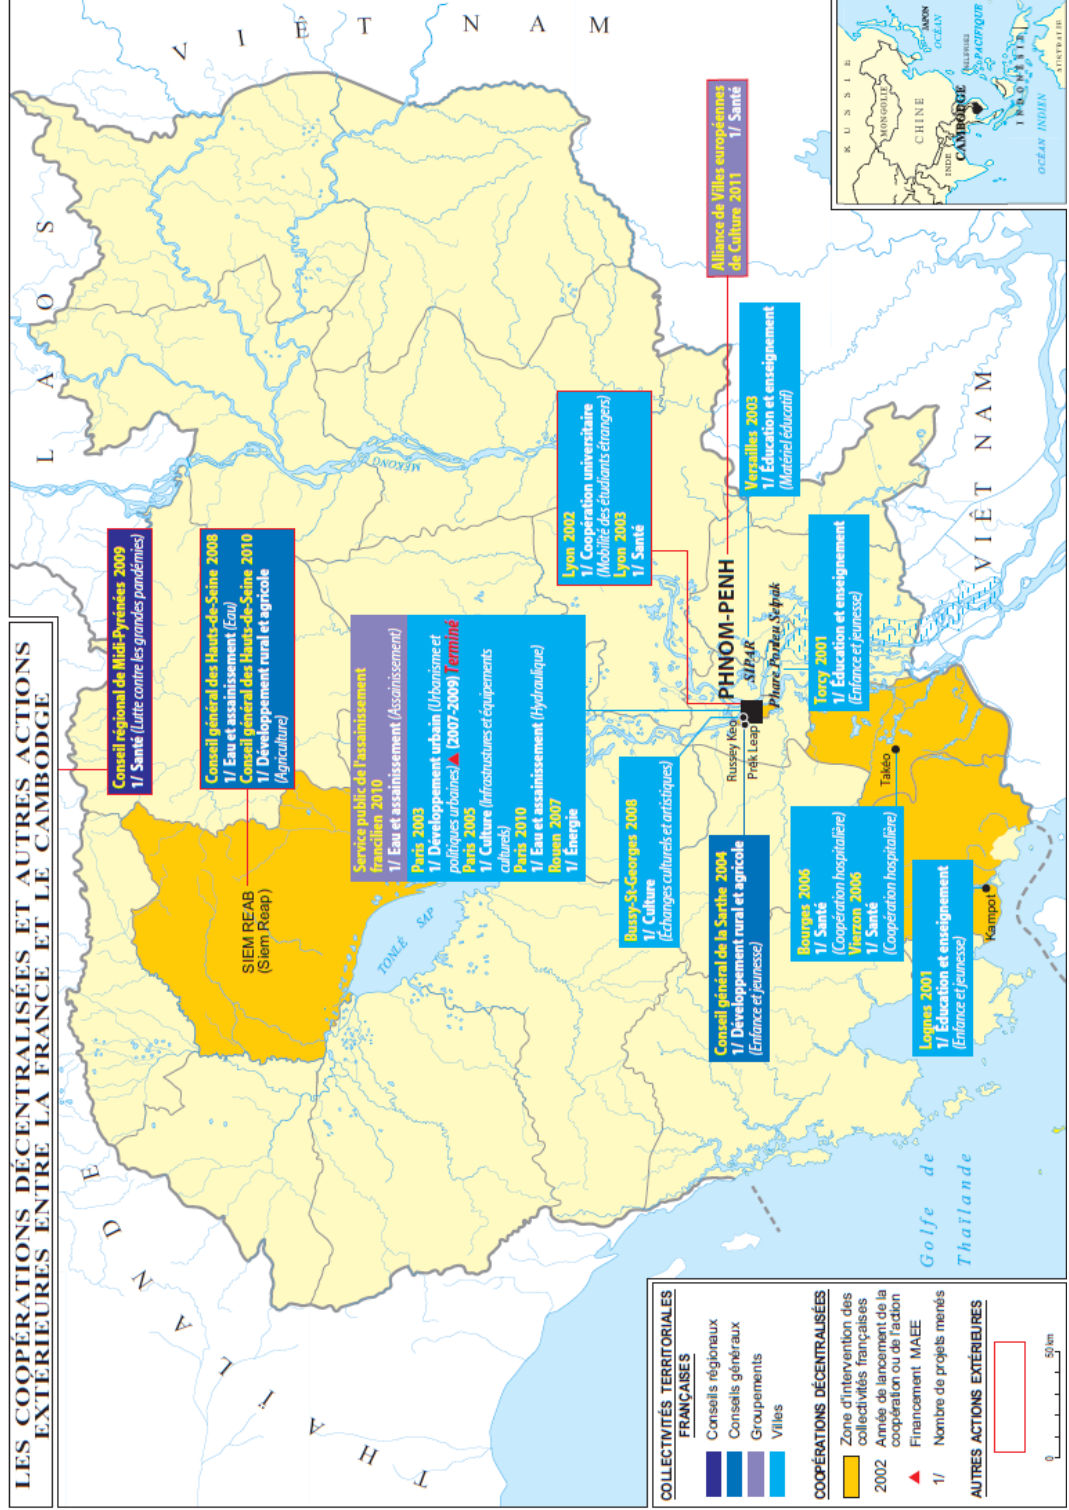 LES COOPÉRATIONS DÉCENTRALISÉES ET AUTRES ACTIONS
EXTERIEURES ENTRE LA FRANCE ET LE CAMBODGE
THAÏLANDE
LAOS
VIÊTNAM
VIÊT NAM
Conseil régional de Midi-Pyrénées 2009
1/ Santé (Lutte contre les grandes pandémies)
Conseil général des Hauts-de-Seine 2008
1/ Eau et assainissement (Eau)
Conseil général des Hauts-de-Seine 2010
1/ Développement rural et agricole
(Agriculture)
SIEM REAB
(Siem Reap)
Service public de l'assainissement
francilien 2010
1/ Eau et assainissement (Assainissement)
Paris 2003
1/ Développement urbain (Urbanisme et
politiques urbaines) (2007-2009) Terminé
Paris 2005
1/ Culture (Infrastructures et équipements
culturels)
Paris 2010
1/ Eau et assainissement (Hydraulique)
Rouen 2007
1/ Énergie
TONLÉ SAP
MÉKONG
Lyon 2002
1/ Coopération universitaire
(Mobilité des étudiants étrangers)
Lyon 2003
1/ Santé
Alliance de Villes européennes
de Culture 2011 1/ Santé
Bussy-St-Georges 2008
1/ Culture
(Échanges culturels et artistiques)
PHNOM-PENH
Russey Keo
Prek Leap
SIPAR
Phare Ponleu Selpak
Versailles 2003
1/ Éducation et enseignement
(Matériel éducatif)
Conseil général de la Sarthe 2004
1/ Développement rural et agricole
(Enfance et jeunesse)
Torcy 2001
1/ Éducation et enseignement
(Enfance et jeunesse)
Bourges 2006
1/ Santé
(Coopération hospitalière)
Vierzon 2006
1/ Santé
(Coopération hospitalière)
Takéo
Lognes 2001
1/ Éducation et enseignement
(Enfance et jeunesse)
Kampot
Golfe de
Thaïlande
COLLECTIVITÉS TERRITORIALES
FRANÇAISES
Conseils régionaux
Conseils généraux
Groupements
Villes
COOPÉRATIONS DÉCENTRALISÉES
Zone d'intervention des
collectivités françaises
2002 Année de lancement de la
coopération ou de l'action
Financement MAEE
1/ Nombre de projets menés
AUTRES ACTIONS EXTÉRIEURES
0 50 km
RUSSIE
MONGOLIE
CHINE
JAPON
OCÉAN
PACIFIQUE
INDE
CAMBODGE
INDONÉSIE
OCÉAN INDIEN
AUSTRALIE